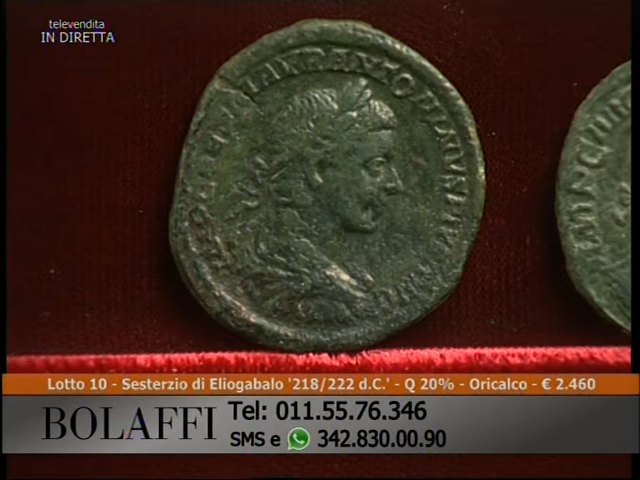 televendita
IN DIRETTA
Lotto 10 - Sesterzio di Eliogabalo '218/222 d.C.' - Q 20% - Oricalco - € 2.460
BOLAFFI
Tel: 011.55.76.346
SMS e 342.830.00.90